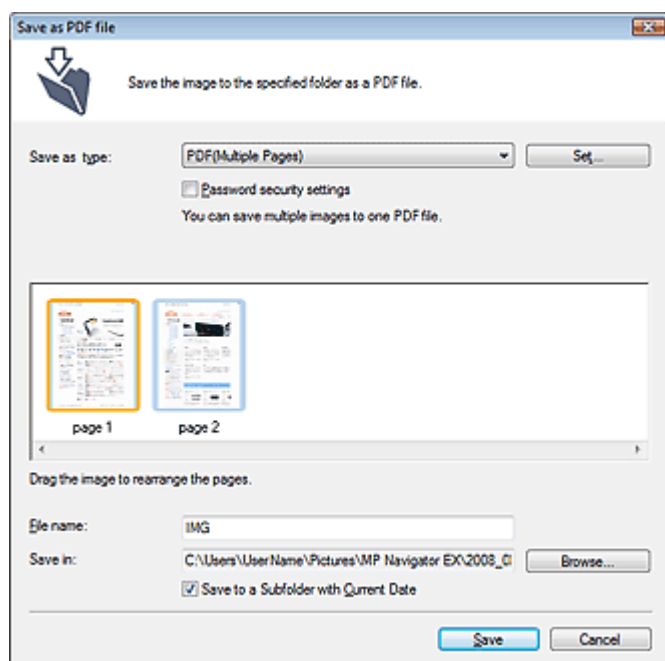 Save as PDF file
Save the image to the specified folder as a PDF file.
Save as type:
PDF(Multiple Pages)
Set...
Password security settings
You can save multiple images to one PDF file.
page 1
page 2
Drag the image to rearrange the pages.
File name:
IMG
Save in:
C:\Users\UserName\Pictures\MP Navigator EX\2008_0
Browse...
Save to a Subfolder with Current Date
Save
Cancel